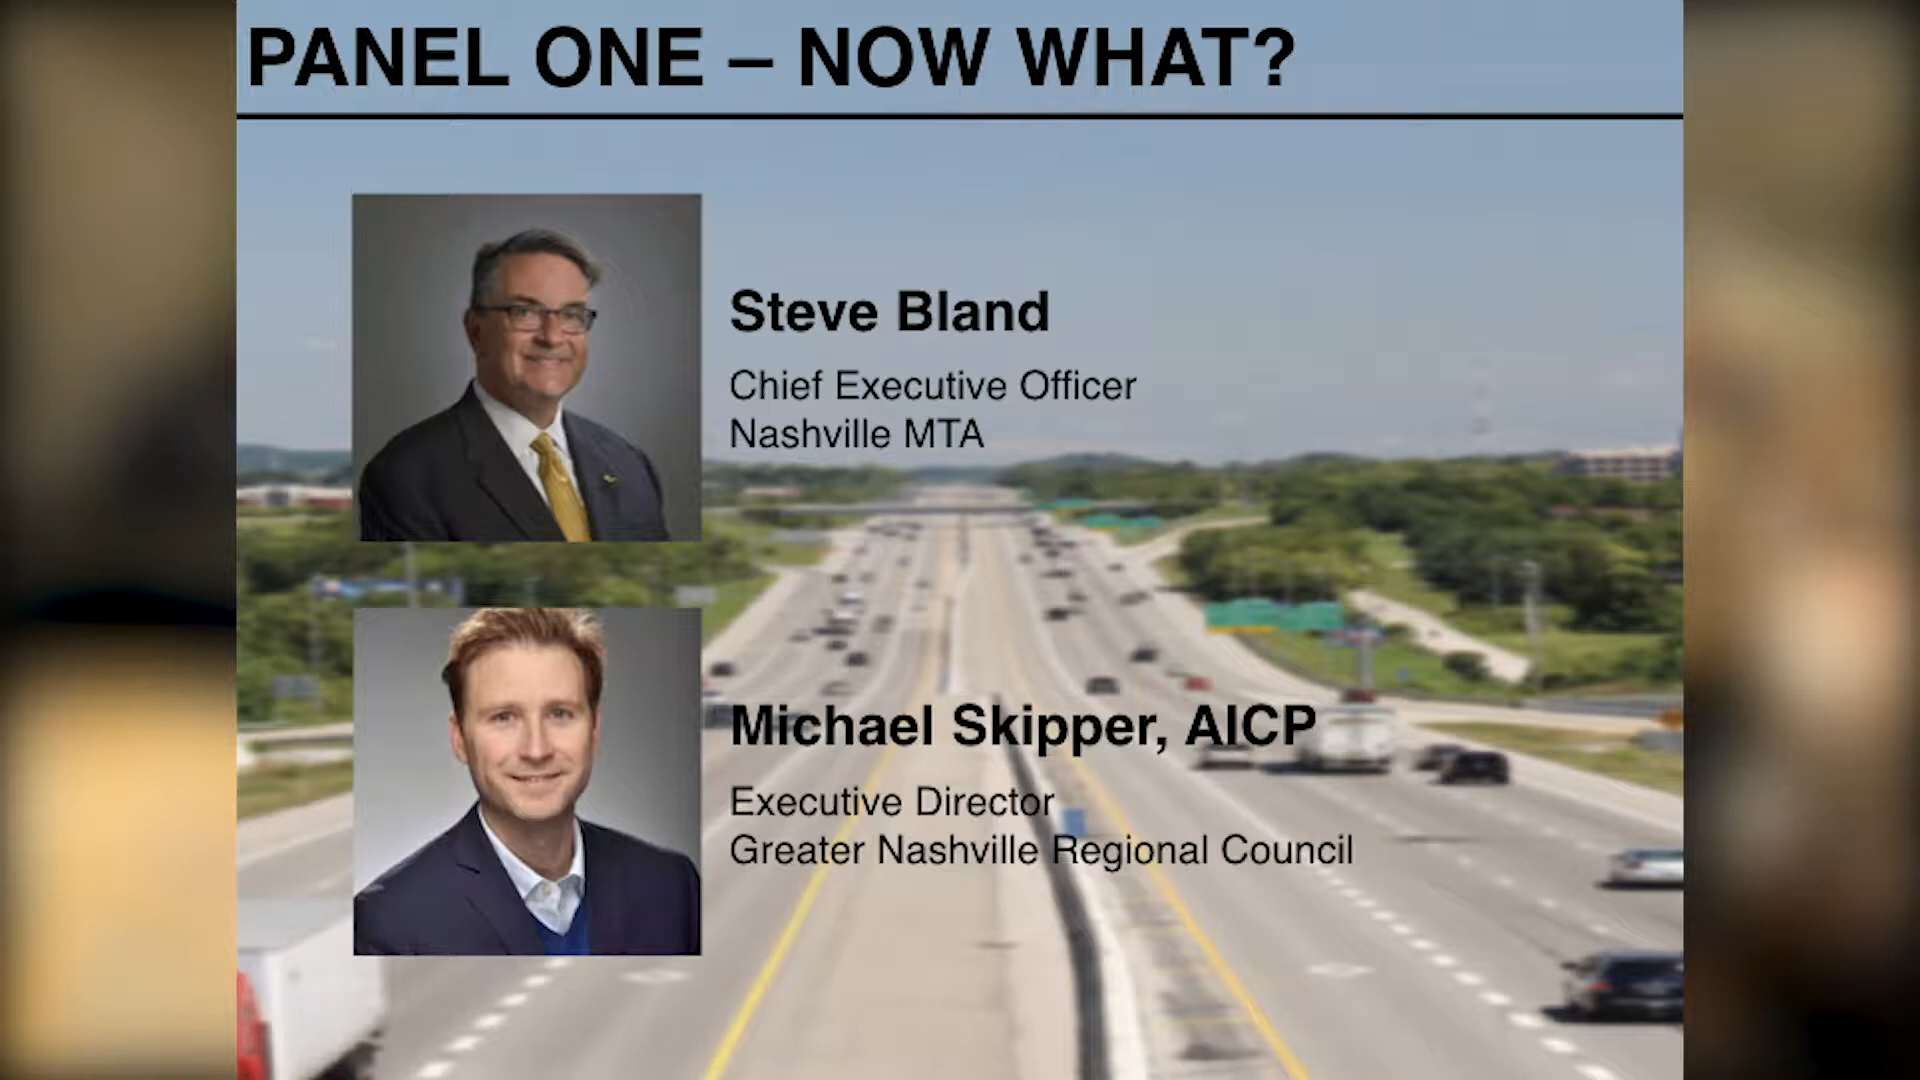 PANEL ONE – NOW WHAT?
Steve Bland
Chief Executive Officer
Nashville MTA
Michael Skipper, AICP
Executive Director
Greater Nashville Regional Council